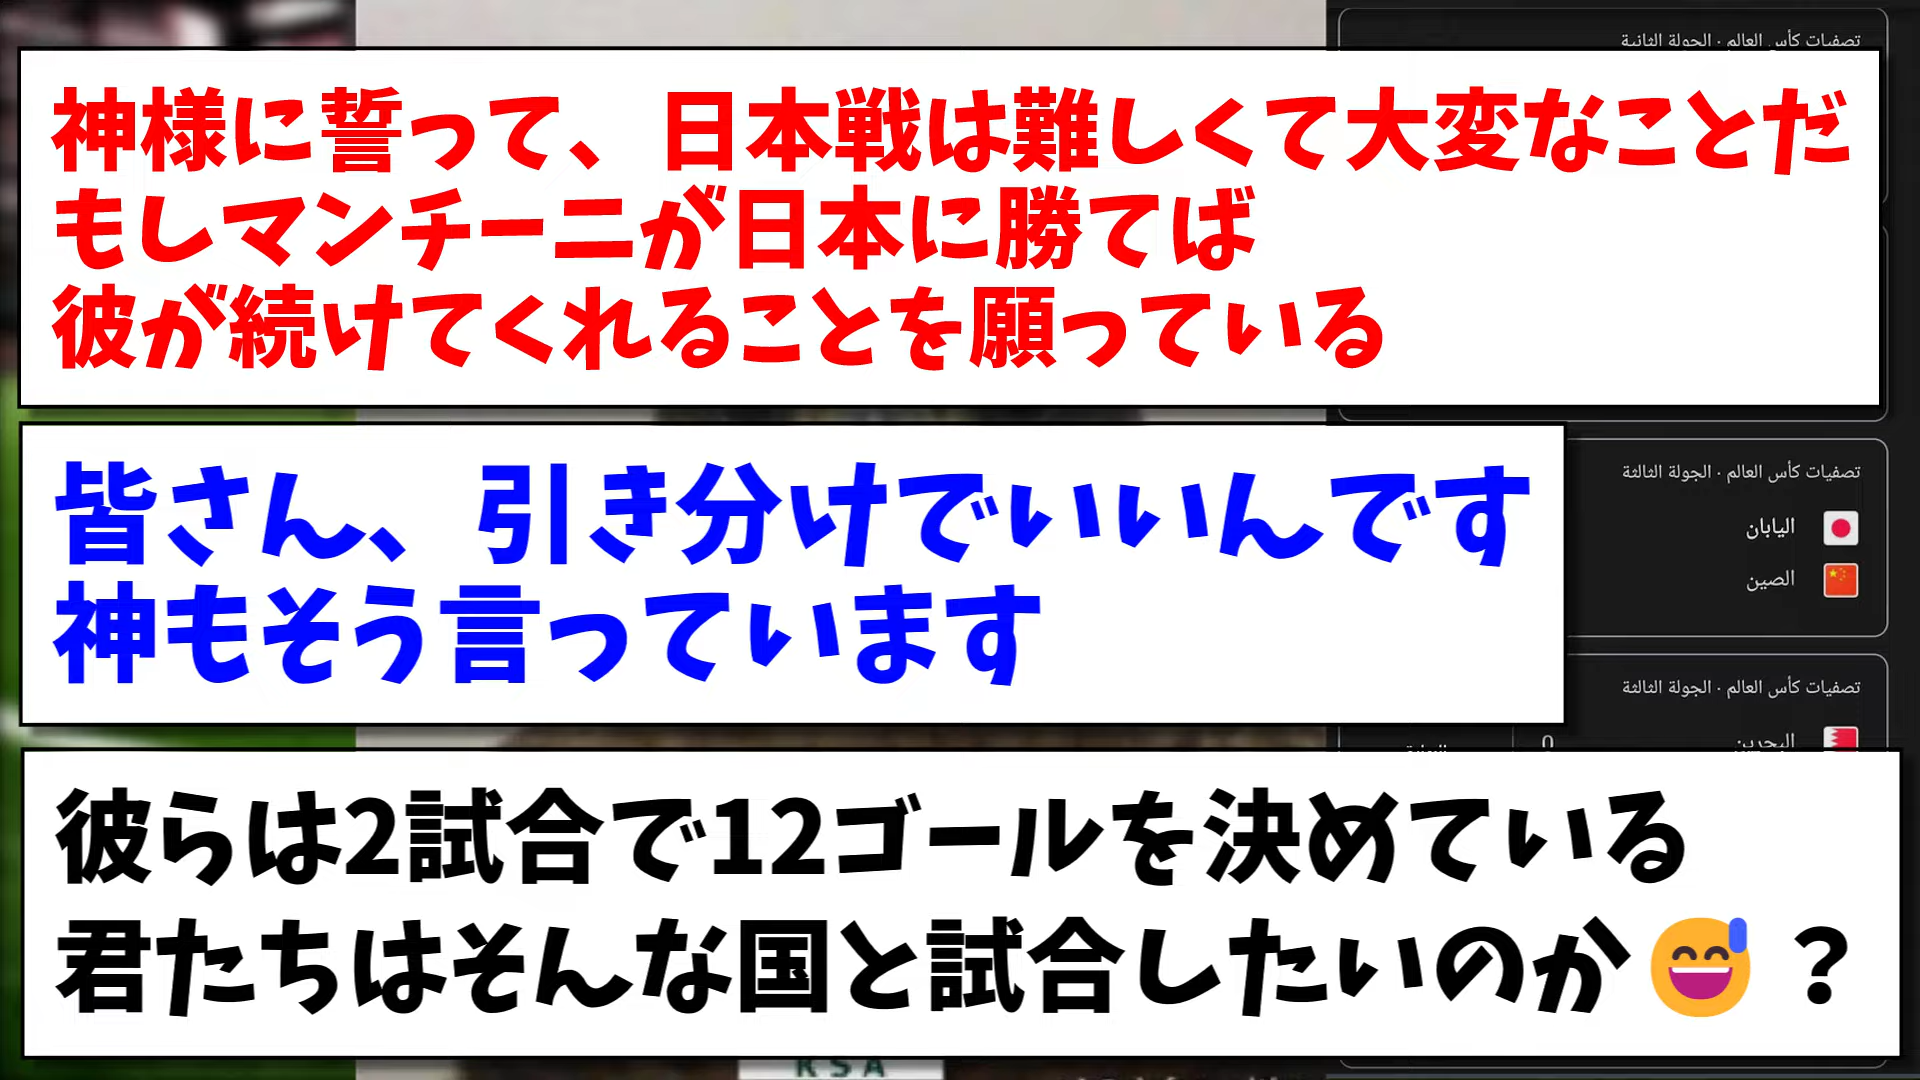 تصفيات كأس العالم · الجولة الثانية
神様に誓って、日本戦は難しくて大変なことだ
もしマンチーニが日本に勝てば
彼が続けてくれることを願っている
皆さん、引き分けでいいんです
神もそう言っています
تصفيات كأس العالم · الجولة الثالثة
اليابان
الصين
تصفيات كأس العالم · الجولة الثالثة
البحرين
0
彼らは2試合で12ゴールを決めている
君たちはそんな国と試合したいのか😅？
KSA